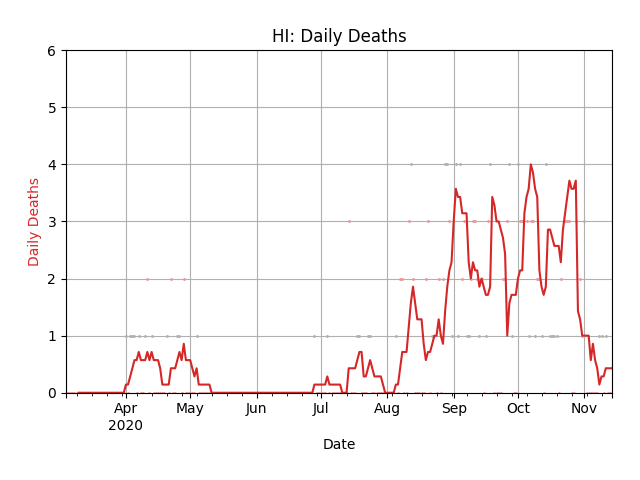 HI: Daily Deaths
6
5
4
3
2
1
0
Daily Deaths
Apr
2020
May
Jun
Jul
Aug
Sep
Oct
Nov
Date